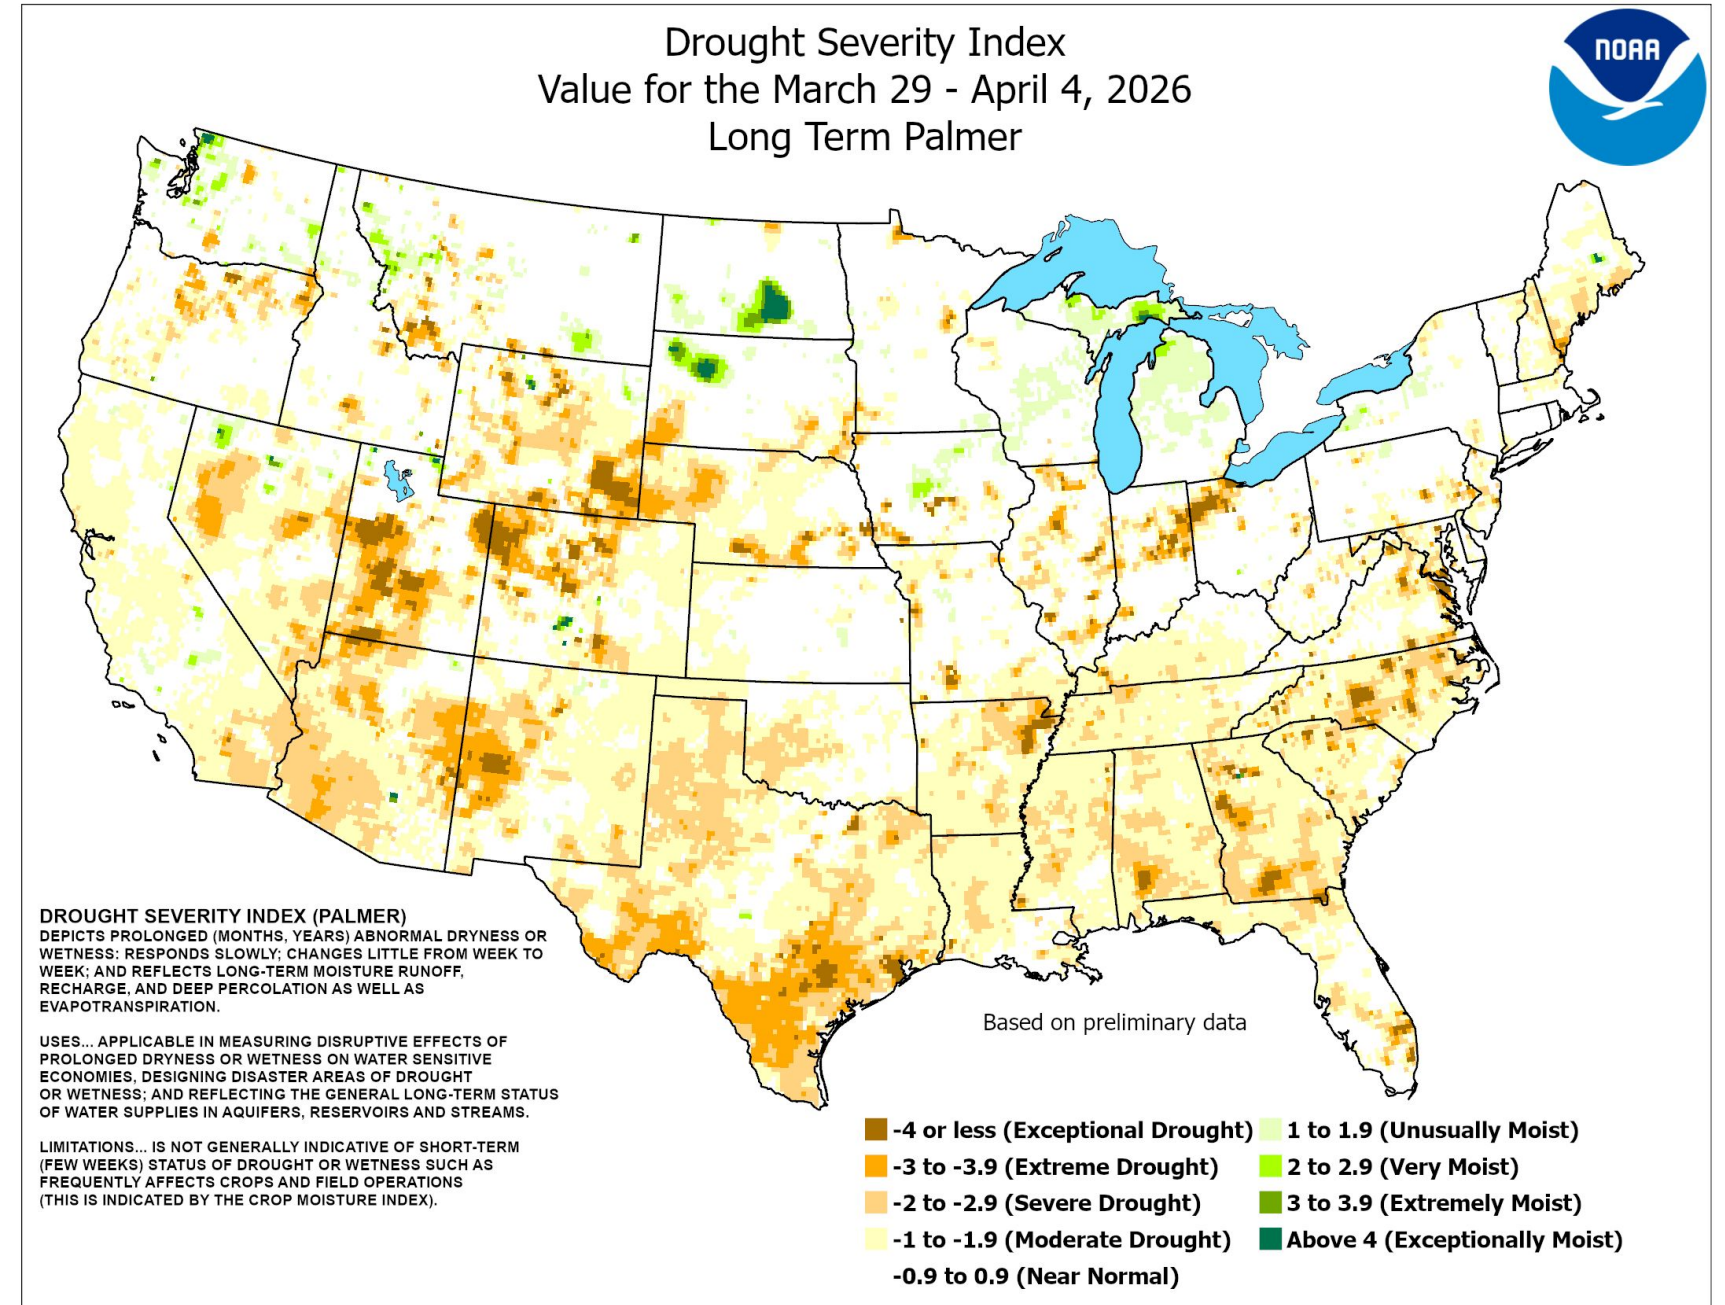 Drought Severity Index
Value for the March 29 - April 4, 2026
Long Term Palmer
NOAA
DROUGHT SEVERITY INDEX (PALMER)
DEPICTS PROLONGED (MONTHS, YEARS) ABNORMAL DRYNESS OR
WETNESS: RESPONDS SLOWLY; CHANGES LITTLE FROM WEEK TO
WEEK; AND REFLECTS LONG-TERM MOISTURE RUNOFF,
RECHARGE, AND DEEP PERCOLATION AS WELL AS
EVAPOTRANSPIRATION.
USES... APPLICABLE IN MEASURING DISRUPTIVE EFFECTS OF
PROLONGED DRYNESS OR WETNESS ON WATER SENSITIVE
ECONOMIES, DESIGNING DISASTER AREAS OF DROUGHT
OR WETNESS; AND REFLECTING THE GENERAL LONG-TERM STATUS
OF WATER SUPPLIES IN AQUIFERS, RESERVOIRS AND STREAMS.
LIMITATIONS... IS NOT GENERALLY INDICATIVE OF SHORT-TERM
(FEW WEEKS) STATUS OF DROUGHT OR WETNESS SUCH AS
FREQUENTLY AFFECTS CROPS AND FIELD OPERATIONS
(THIS IS INDICATED BY THE CROP MOISTURE INDEX).
Based on preliminary data
-4 or less (Exceptional Drought)
-3 to -3.9 (Extreme Drought)
-2 to -2.9 (Severe Drought)
-1 to -1.9 (Moderate Drought)
-0.9 to 0.9 (Near Normal)
1 to 1.9 (Unusually Moist)
2 to 2.9 (Very Moist)
3 to 3.9 (Extremely Moist)
Above 4 (Exceptionally Moist)